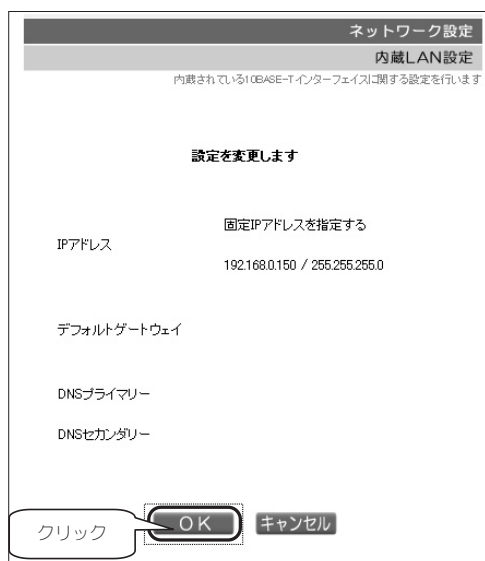 ネットワーク設定
内蔵LAN設定
内蔵されている10BASE-Tインターフェイスに関する設定を行います
設定を変更します
固定IPアドレスを指定する
IPアドレス
192.168.0.150 / 255.255.255.0
デフォルトゲートウェイ
DNSプライマリー
DNSセカンダリー
クリック
OK キャンセル